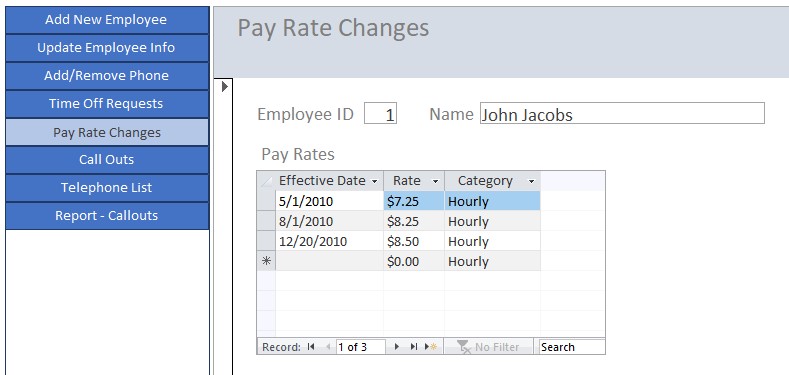 Add New Employee
Update Employee Info
Add/Remove Phone
Time Off Requests
Pay Rate Changes
Call Outs
Telephone List
Report - Callouts
Pay Rate Changes
Employee ID 1 Name John Jacobs
Pay Rates
Effective Date Rate Category
5/1/2010 $7.25 Hourly
8/1/2010 $8.25 Hourly
12/20/2010 $8.50 Hourly
$0.00 Hourly
Record: 1 of 3 No Filter Search